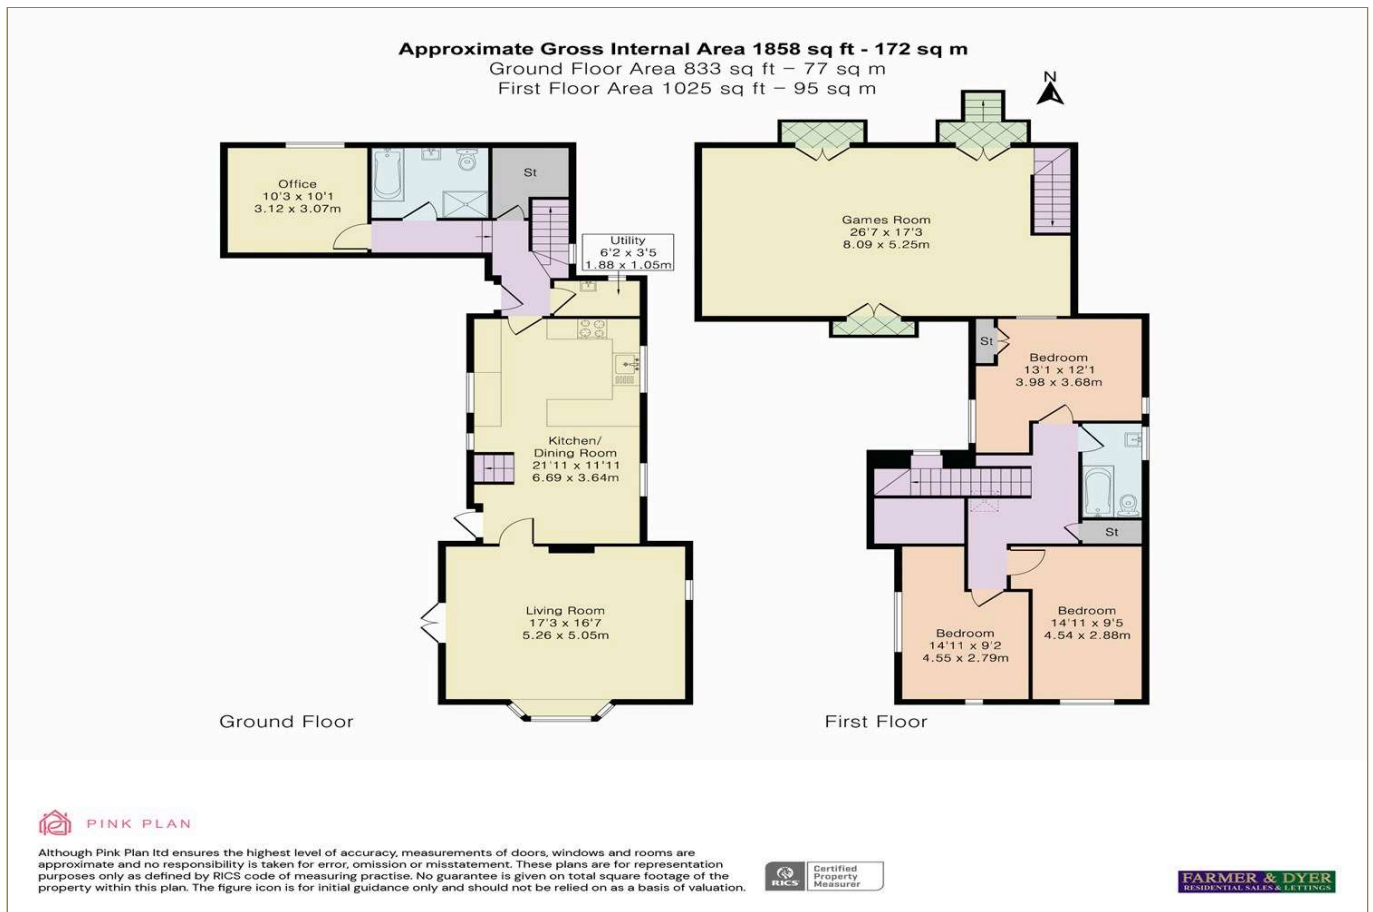 Approximate Gross Internal Area 1858 sq ft - 172 sq m
Ground Floor Area 833 sq ft – 77 sq m
First Floor Area 1025 sq ft – 95 sq m
N
Office
10'3 x 10'1
3.12 x 3.07m
St
Utility
6'2 x 3'5
1.88 x 1.05m
Kitchen/
Dining Room
21'11 x 11'11
6.69 x 3.64m
Living Room
17'3 x 16'7
5.26 x 5.05m
Ground Floor
Games Room
26'7 x 17'3
8.09 x 5.25m
St
Bedroom
13'1 x 12'1
3.98 x 3.68m
St
Bedroom
14'11 x 9'2
4.55 x 2.79m
Bedroom
14'11 x 9'5
4.54 x 2.88m
First Floor
PINK PLAN
Although Pink Plan ltd ensures the highest level of accuracy, measurements of doors, windows and rooms are
approximate and no responsibility is taken for error, omission or misstatement. These plans are for representation
purposes only as defined by RICS code of measuring practise. No guarantee is given on total square footage of the
property within this plan. The figure icon is for initial guidance only and should not be relied on as a basis of valuation.
RICS
Certified
Property
Measurer
FARMER & DYER
RESIDENTIAL SALES & LETTINGS